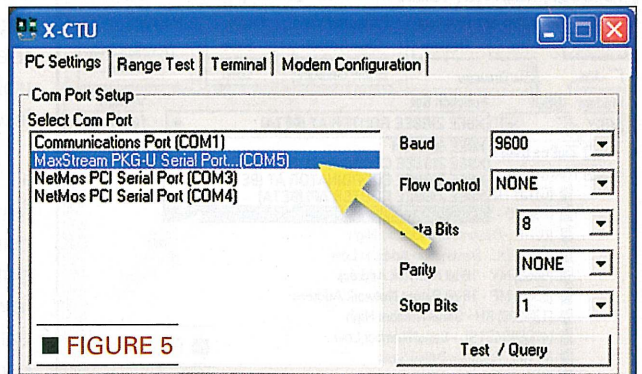 X-CTU
PC Settings
Range Test
Terminal
Modem Configuration
Com Port Setup
Select Com Port
Communications Port (COM1)
MaxStream PKG-U Serial Port...(COM5)
NetMos PCI Serial Port (COM3)
NetMos PCI Serial Port (COM4)
Baud 9600
Flow Control NONE
Data Bits 8
Parity NONE
Stop Bits 1
Test / Query
FIGURE 5